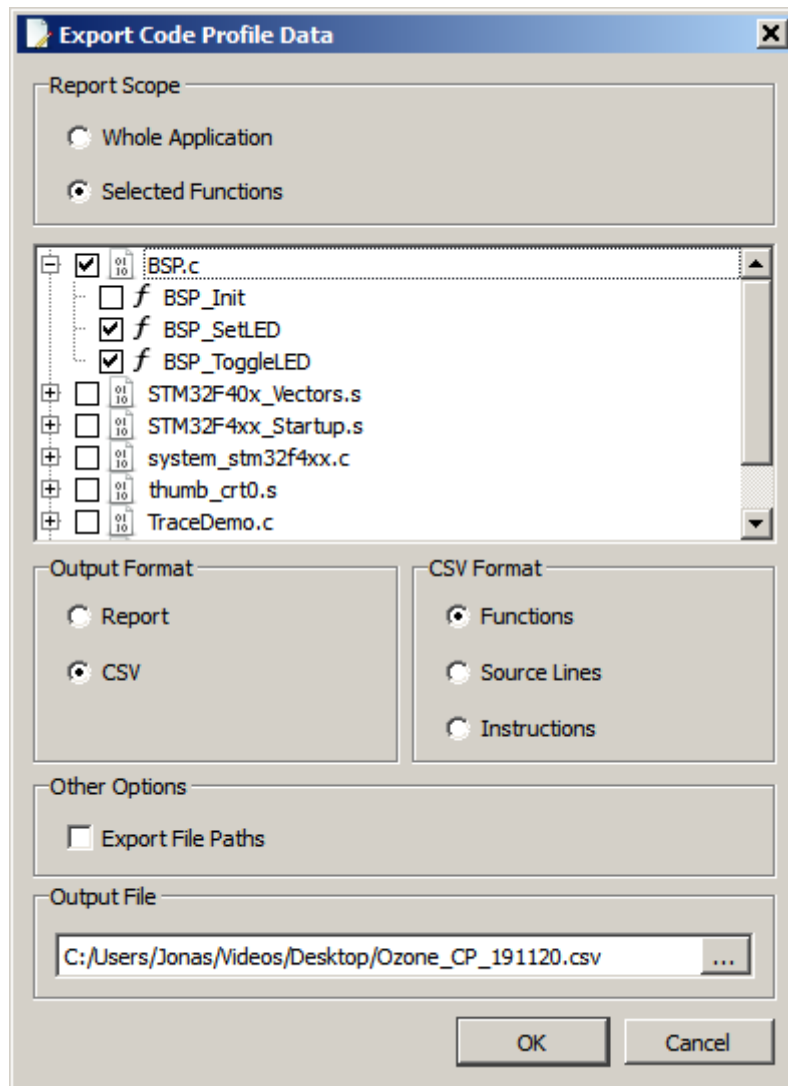 Export Code Profile Data
Report Scope
Whole Application
Selected Functions
BSP.c
f BSP_Init
f BSP_SetLED
f BSP_ToggleLED
STM32F40x_Vectors.s
STM32F4xx_Startup.s
system_stm32f4xx.c
thumb_crt0.s
TraceDemo.c
Output Format
Report
CSV
CSV Format
Functions
Source Lines
Instructions
Other Options
Export File Paths
Output File
C:/Users/Jonas/Videos/Desktop/Ozone_CP_191120.csv ...
OK Cancel